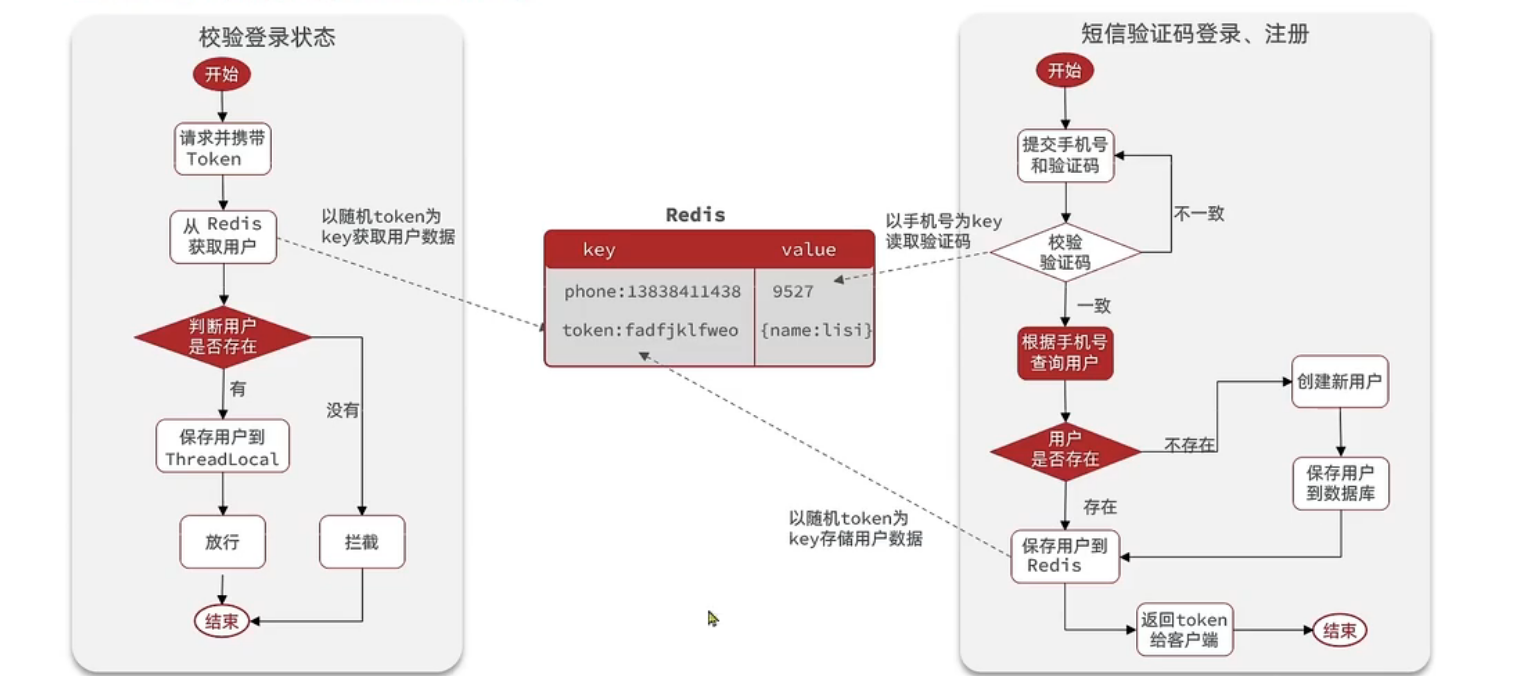 校验登录状态
开始
请求并携带
Token
从 Redis
获取用户
以随机token为
key获取用户数据
判断用户
是否存在
有
没有
保存用户到
ThreadLocal
放行
拦截
结束
Redis
key value
phone:13838411438 9527
token:fadfjklfweo {name:lisi}
以手机号为key
读取验证码
以随机token为
key存储用户数据
短信验证码登录、注册
开始
提交手机号
和验证码
不一致
校验
验证码
一致
根据手机号
查询用户
用户
是否存在
不存在
创建新用户
保存用户
到数据库
存在
保存用户到
Redis
返回token
给客户端
结束